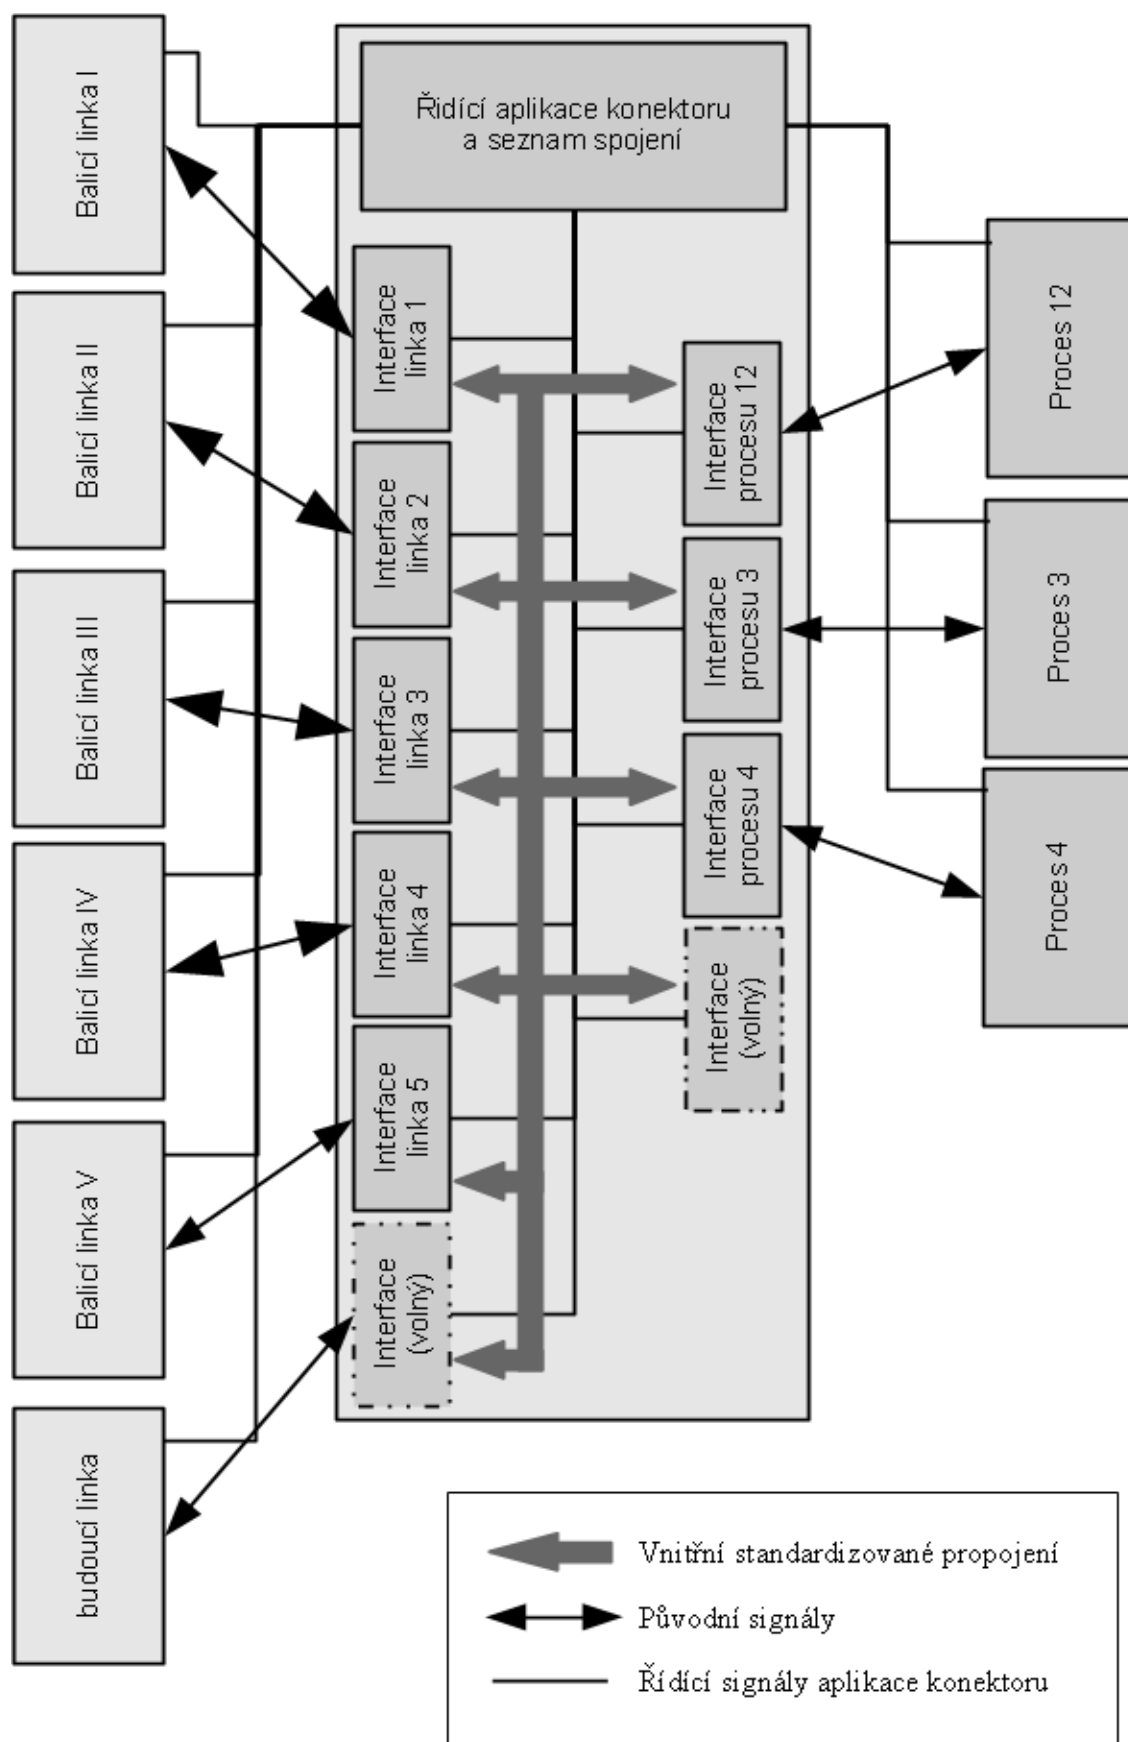 Balicí linka I
Balicí linka II
Balicí linka III
Balicí linka IV
Balicí linka V
budoucí linka
Řidící aplikace konektoru
a seznam spojení
Interface
linka 1
Interface
linka 2
Interface
linka 3
Interface
linka 4
Interface
linka 5
Interface
(volný)
Interface
procesu 12
Interface
procesu 3
Interface
procesu 4
Interface
(volný)
Proces 12
Proces 3
Proces 4
Vnitřní standardizované propojení
Původní signály
Řídící signály aplikace konektoru